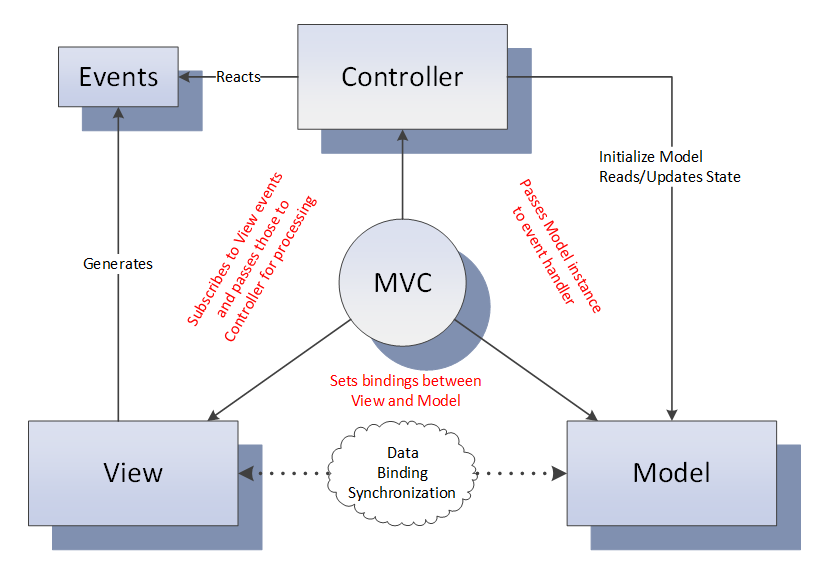 Events
Reacts
Controller
Initialize Model
Reads/Updates State
Subscribes to View events
and passes those to
Controller for processing
Passes Model instance
to event handler
Generates
MVC
Sets bindings between
View and Model
View
Data
Binding
Synchronization
Model